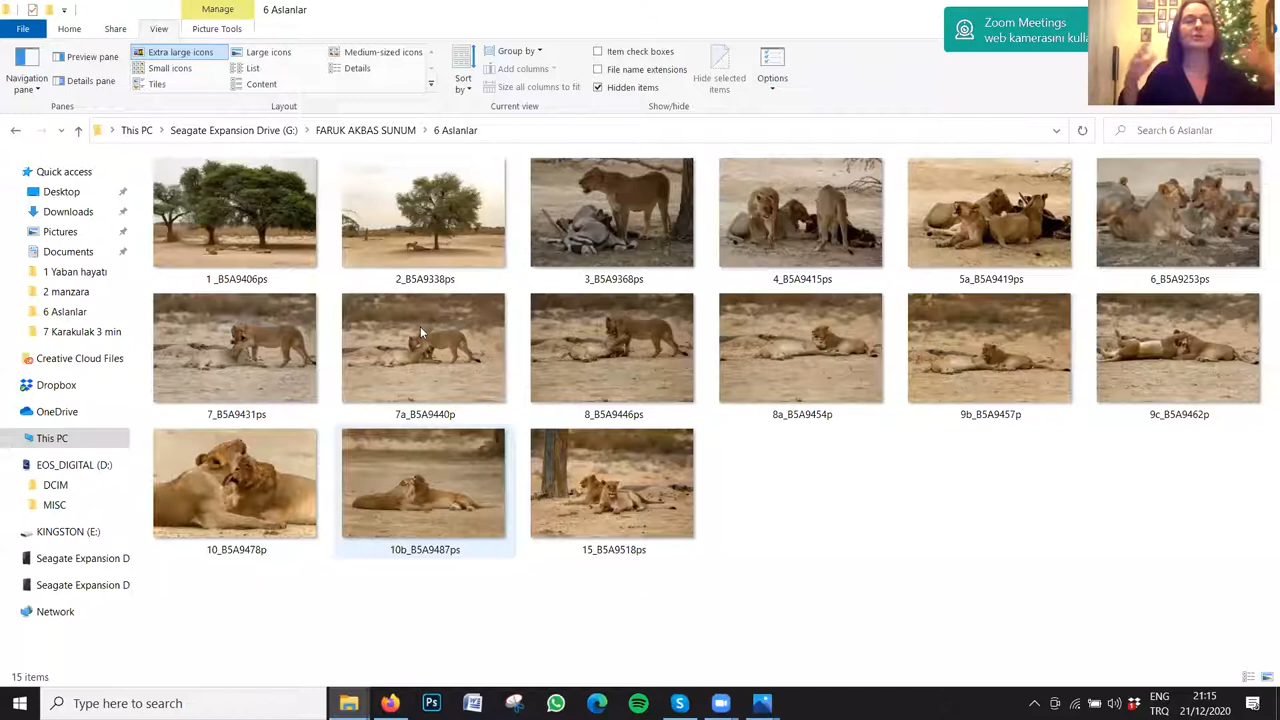 Manage
6 Aslanlar
File
Home
Share
View
Picture Tools
Zoom Meetings
web kamerasını kulla
Navigation pane
Preview pane
Details pane
Panes
Extra large icons
Large icons
Medium-sized icons
Small icons
List
Details
Tiles
Content
Layout
Sort by
Group by
Add columns
Size all columns to fit
Current view
Item check boxes
File name extensions
Hidden items
Hide selected items
Options
Show/hide
This PC
Seagate Expansion Drive (G:)
FARUK AKBAS SUNUM
6 Aslanlar
Search 6 Aslanlar
Quick access
Desktop
Downloads
Pictures
Documents
1 Yaban hayatı
2 manzara
6 Aslanlar
7 Karakulak 3 min
Creative Cloud Files
Dropbox
OneDrive
This PC
EOS_DIGITAL (D:)
DCIM
MISC
KINGSTON (E:)
Seagate Expansion D
Seagate Expansion D
Network
1 _B5A9406ps
2_B5A9338ps
3_B5A9368ps
4_B5A9415ps
5a_B5A9419ps
6_B5A9253ps
7_B5A9431ps
7a_B5A9440p
8_B5A9446ps
8a_B5A9454p
9b_B5A9457p
9c_B5A9462p
10_B5A9478p
10b_B5A9487ps
15_B5A9518ps
15 items
Type here to search
Ps
ENG
TRQ
21:15
21/12/2020